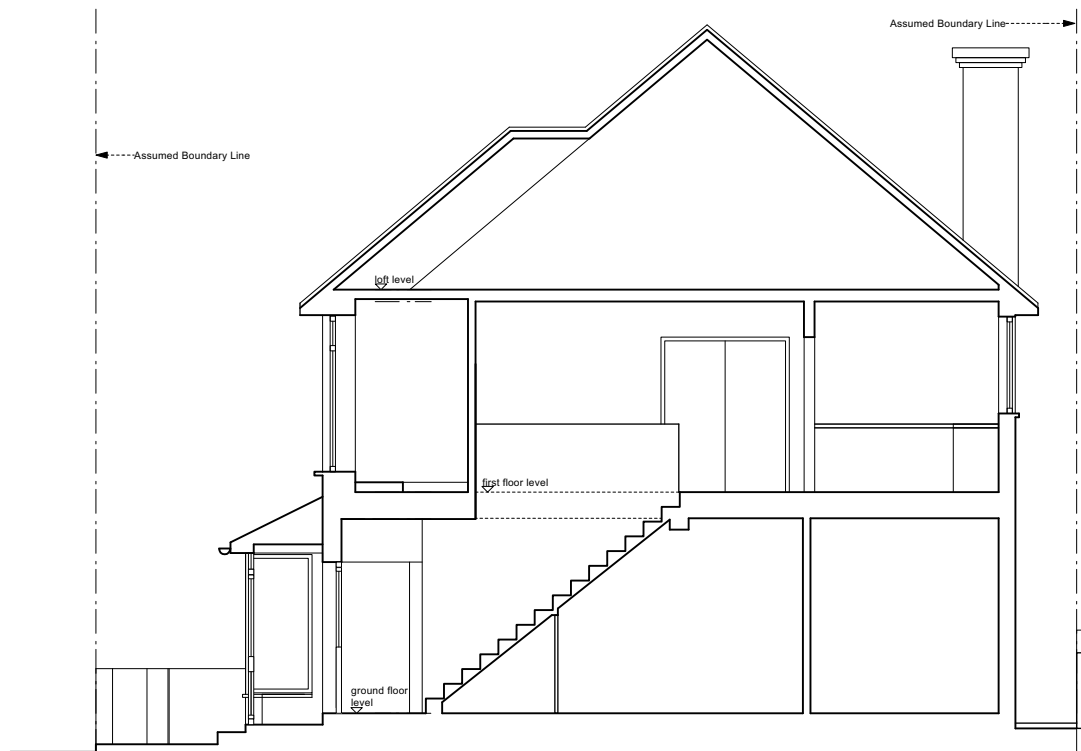 Assumed Boundary Line
Assumed Boundary Line
loft level
first floor level
ground floor
level